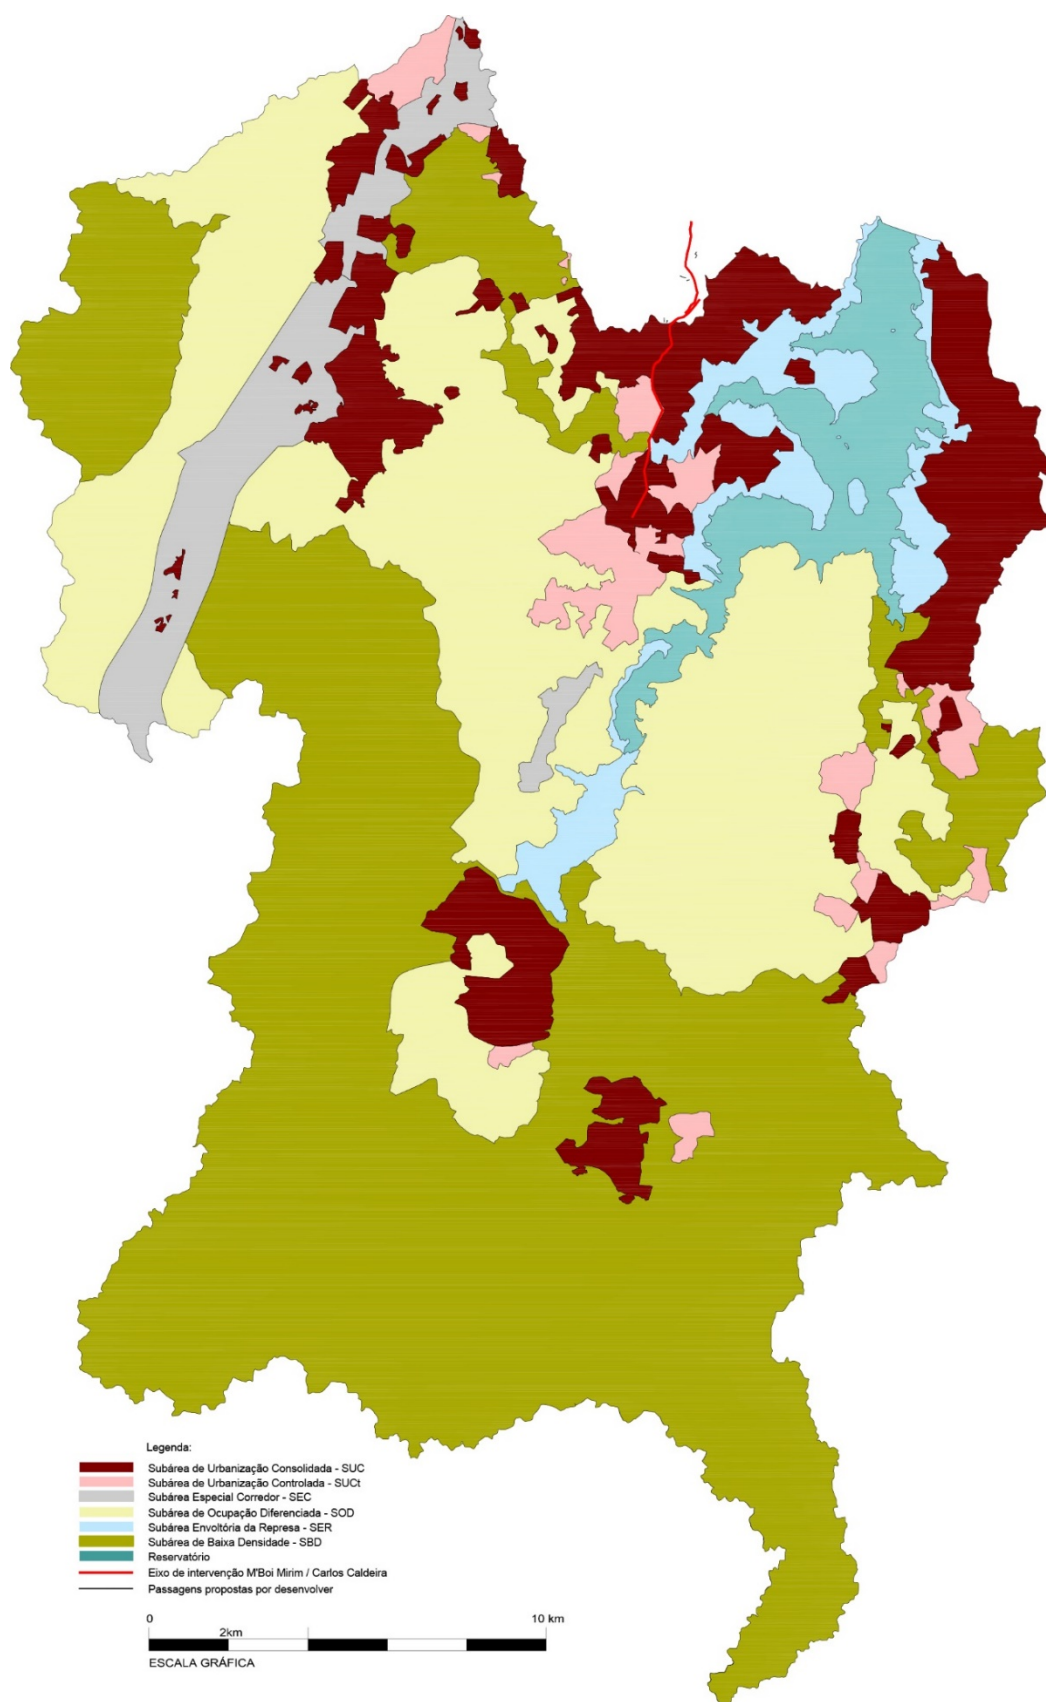 Legenda:
Subárea de Urbanização Consolidada - SUC
Subárea de Urbanização Controlada - SUCt
Subárea Especial Corredor - SEC
Subárea de Ocupação Diferenciada - SOD
Subárea Envoltória da Represa - SER
Subárea de Baixa Densidade - SBD
Reservatório
Eixo de intervenção M'Boi Mirim / Carlos Caldeira
Passagens propostas por desenvolver
0 10 km
2km
ESCALA GRÁFICA